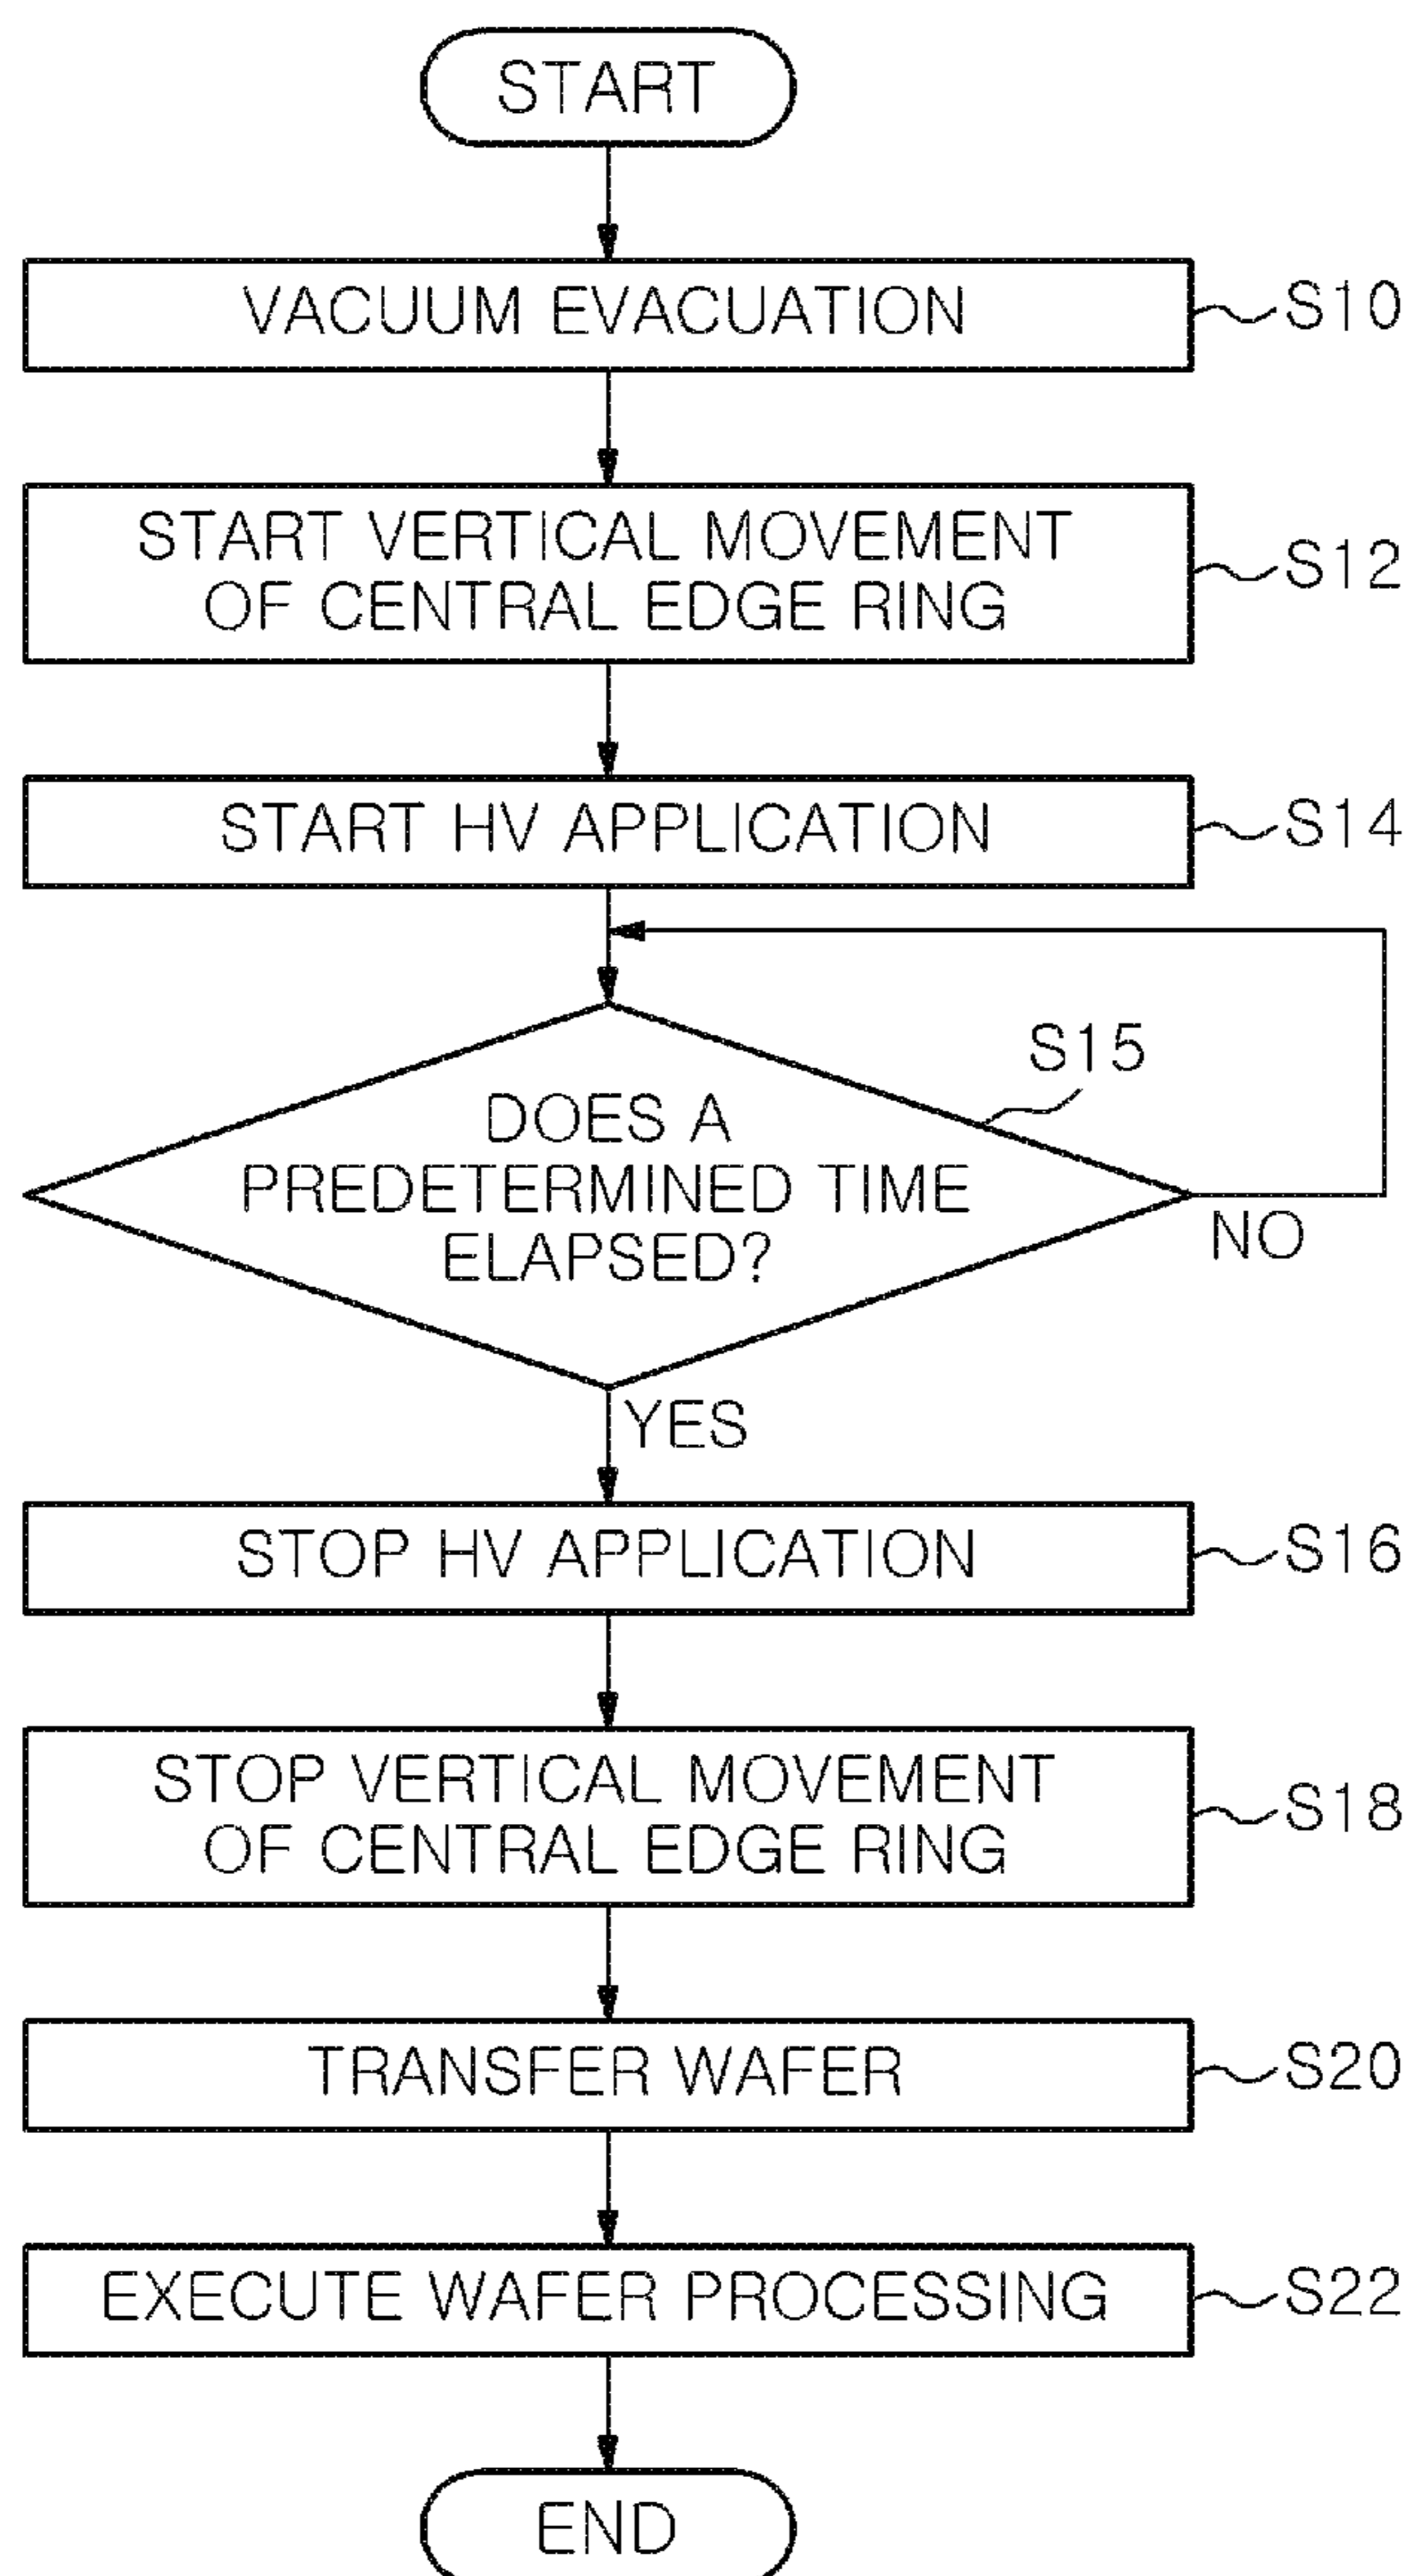 START
VACUUM EVACUATION
S10
START VERTICAL MOVEMENT
OF CENTRAL EDGE RING
S12
START HV APPLICATION
S14
S15
DOES A
PREDETERMINED TIME
ELAPSED?
NO
YES
STOP HV APPLICATION
S16
STOP VERTICAL MOVEMENT
OF CENTRAL EDGE RING
S18
TRANSFER WAFER
S20
EXECUTE WAFER PROCESSING
S22
END